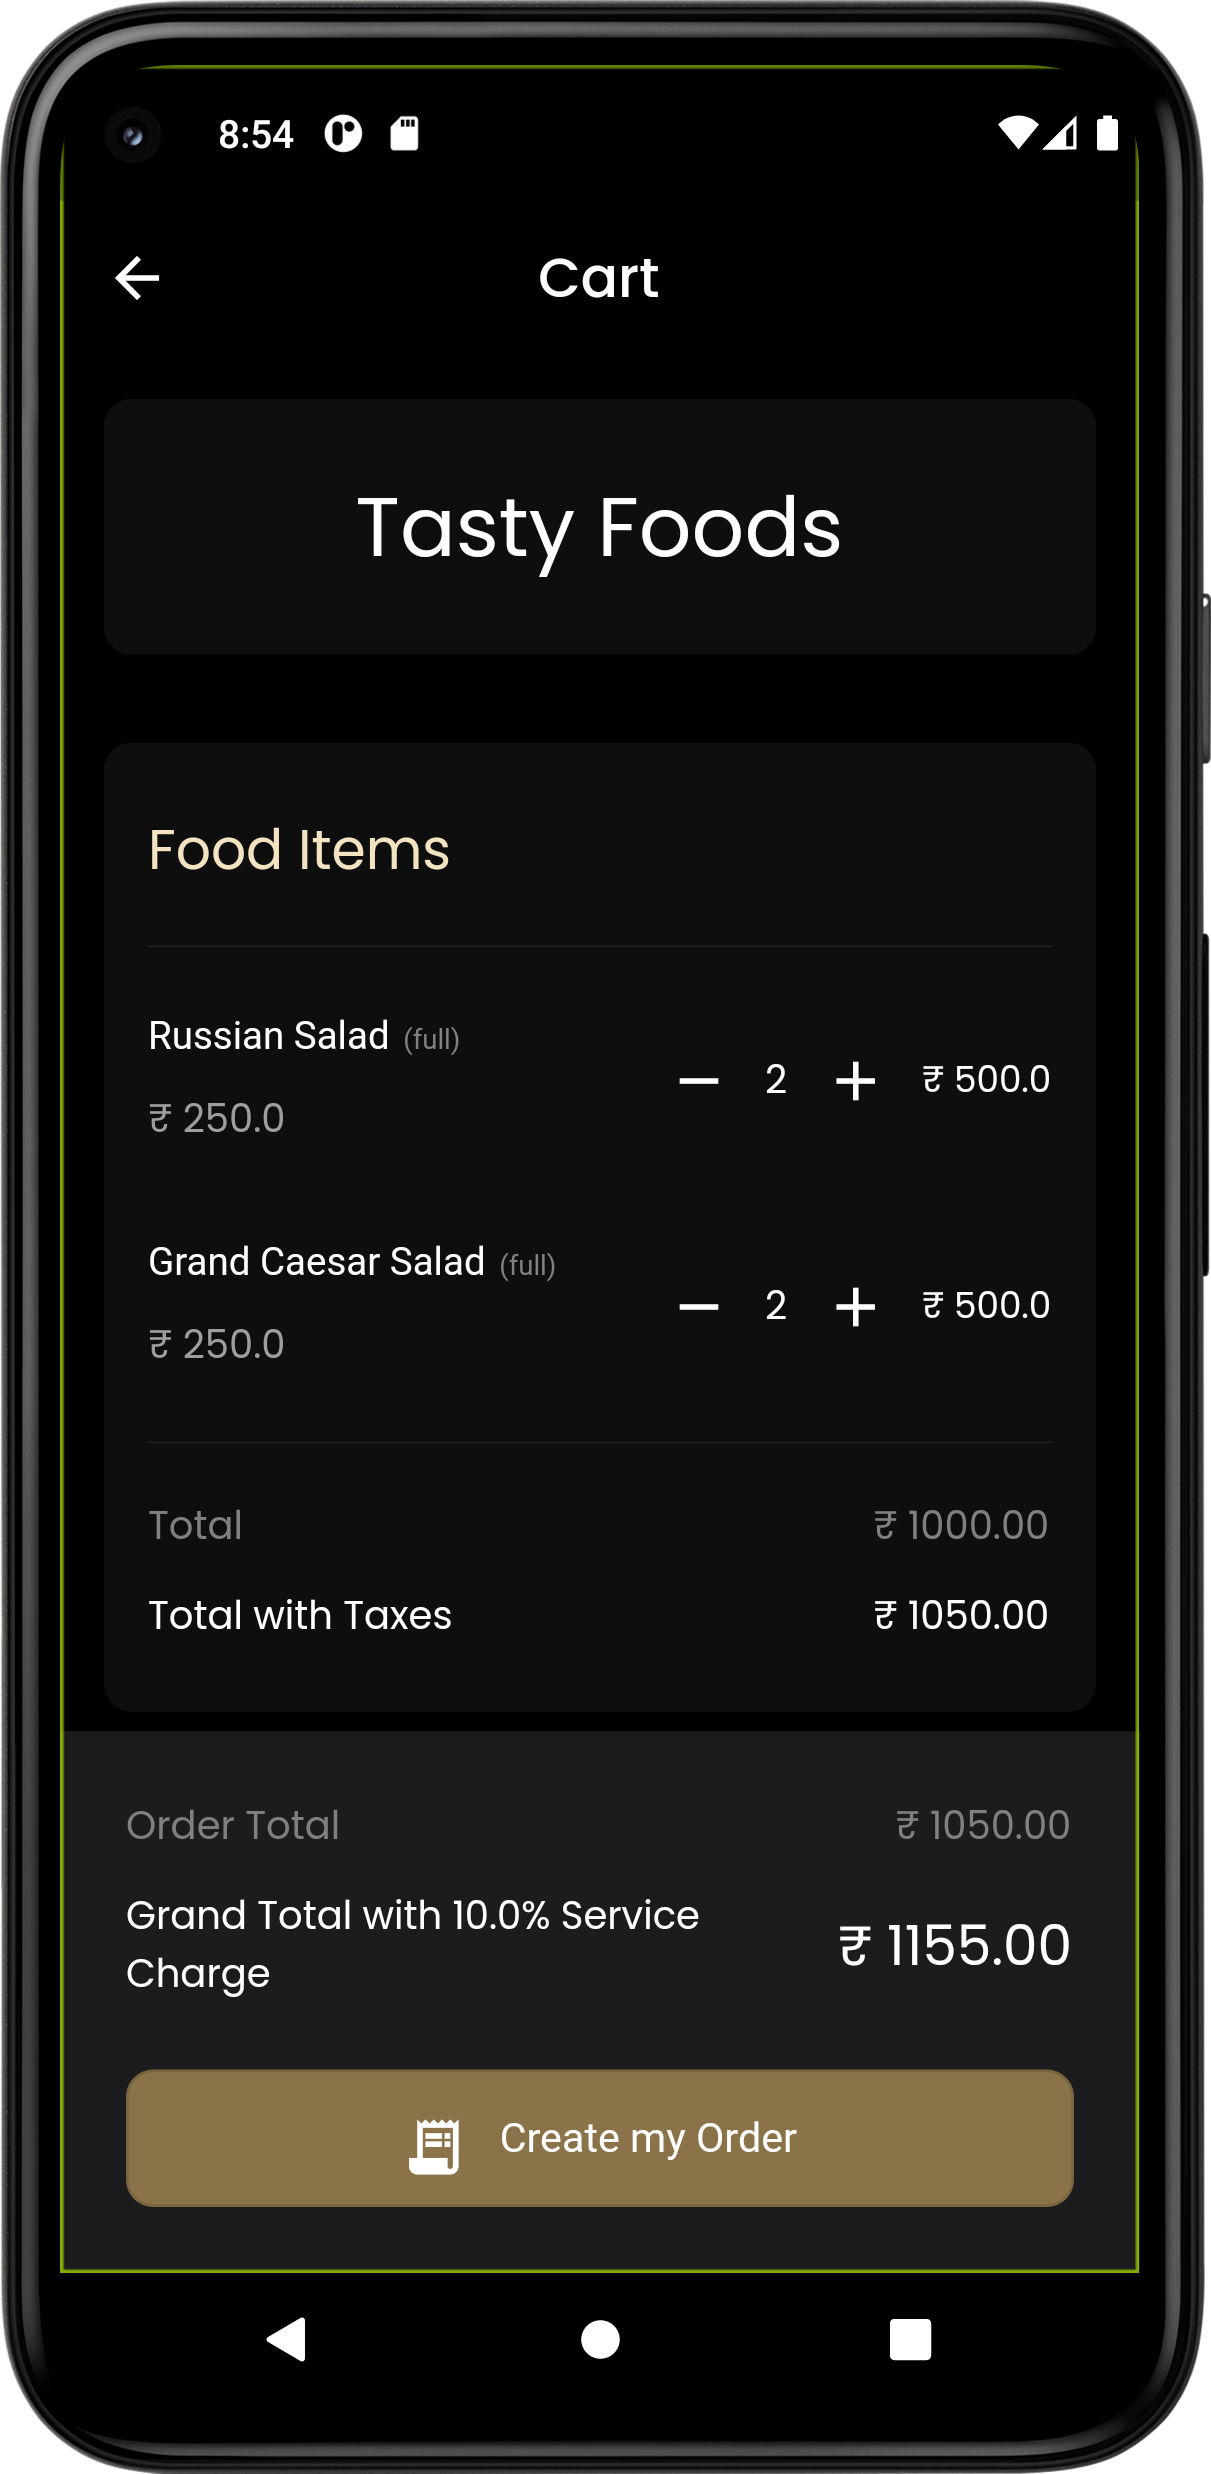 8:54
Cart
Tasty Foods
Food Items
Russian Salad (full)
₹ 250.0
2
₹ 500.0
Grand Caesar Salad (full)
₹ 250.0
2
₹ 500.0
Total ₹ 1000.00
Total with Taxes ₹ 1050.00
Order Total ₹ 1050.00
Grand Total with 10.0% Service
Charge
₹ 1155.00
Create my Order